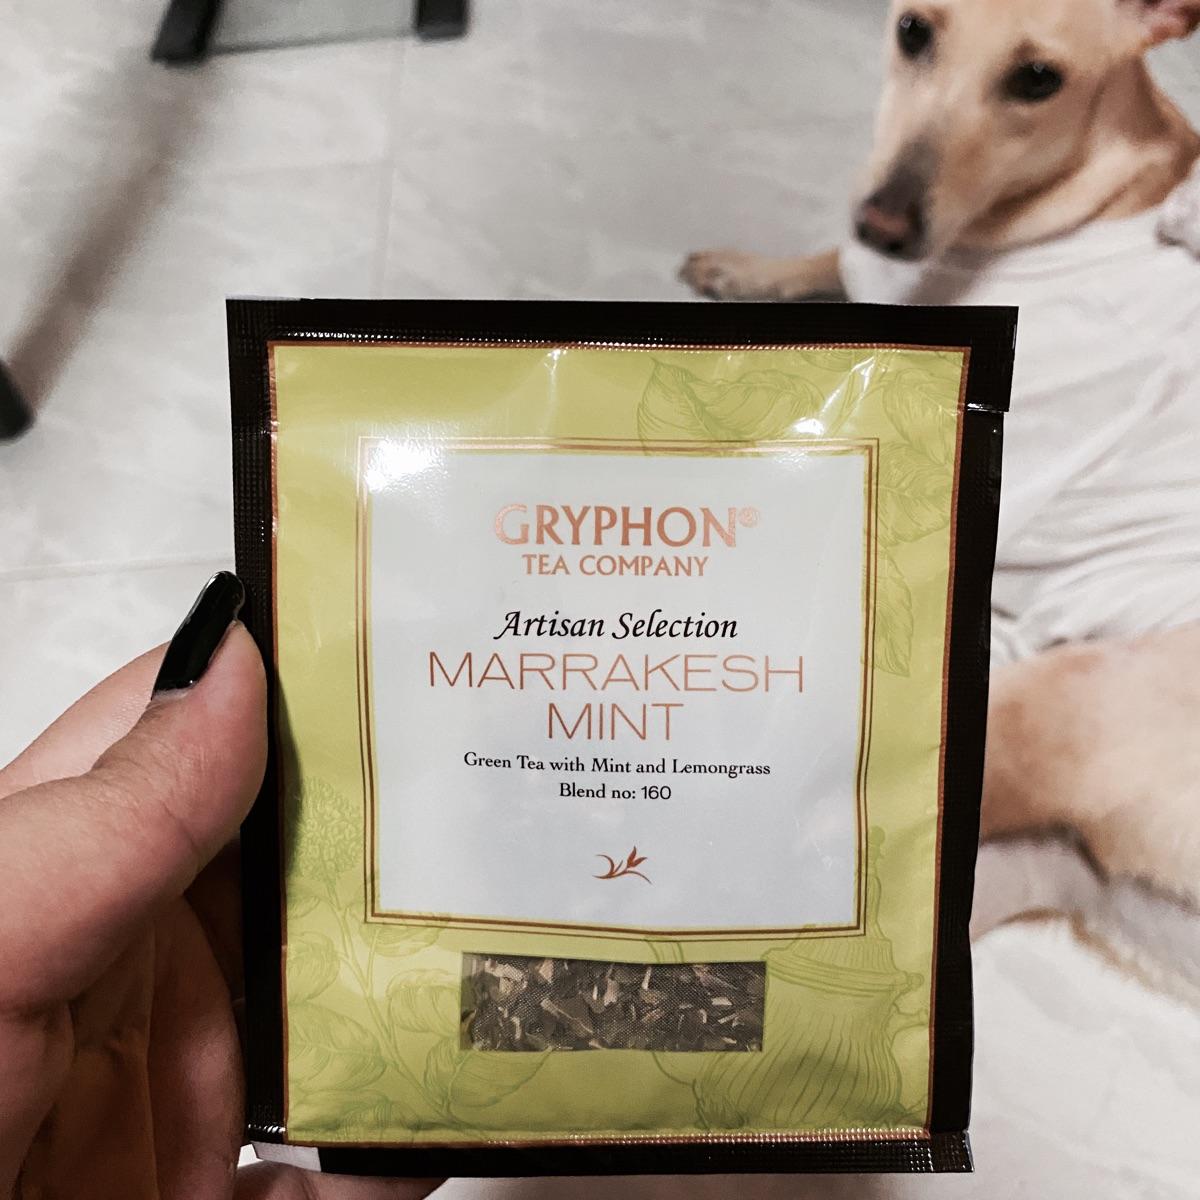 GRYPHON®
TEA COMPANY
Artisan Selection
MARRAKESH
MINT
Green Tea with Mint and Lemongrass
Blend no: 160